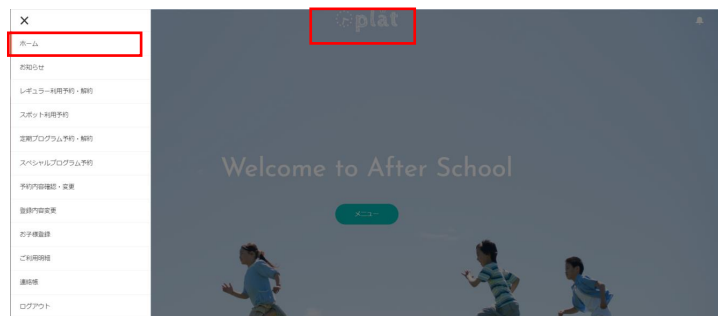 ×
ホーム
お知らせ
レギュラー利用予約・解約
スポット利用予約
定期プログラム予約・解約
スペシャルプログラム予約
予約内容確認・変更
登録内容変更
お子様登録
ご利用明細
連絡帳
ログアウト
plat
Welcome to After School
メニュー